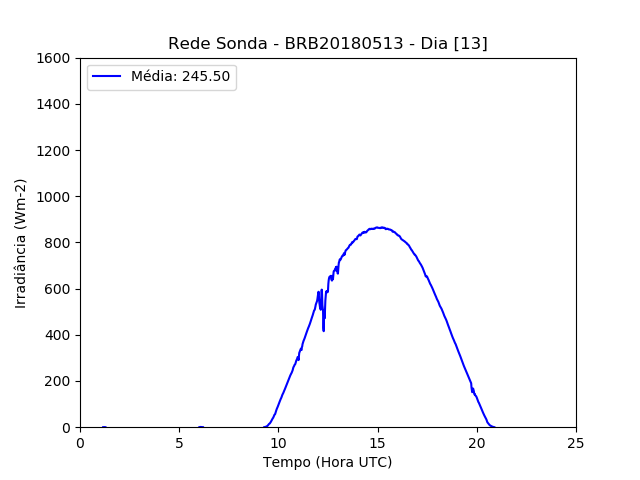 Rede Sonda - BRB20180513 - Dia [13]
Média: 245.50
1600
1400
1200
1000
800
600
400
200
0
Irradiância (Wm-2)
0 5 10 15 20 25
Tempo (Hora UTC)